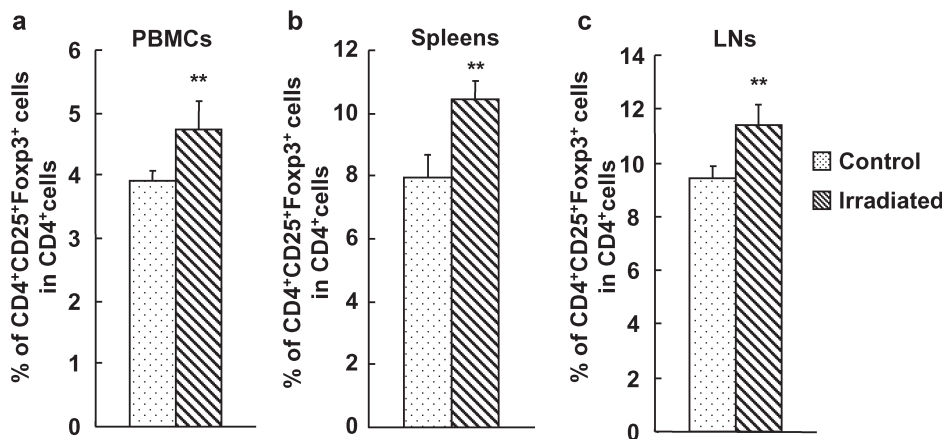 a
PBMCs
% of CD4⁺CD25⁺Foxp3⁺ cells
in CD4⁺cells
6
5
4
3
2
1
0
**
b
Spleens
% of CD4⁺CD25⁺Foxp3⁺ cells
in CD4⁺cells
12
10
8
6
4
2
0
**
c
LNs
% of CD4⁺CD25⁺Foxp3⁺ cells
in CD4⁺cells
14
12
10
8
6
4
2
0
**
Control
Irradiated